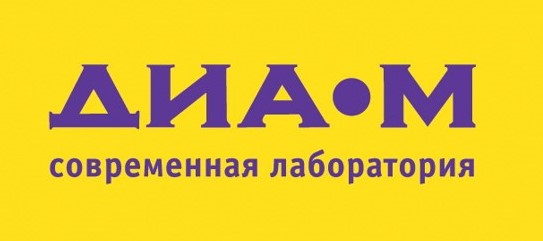 ДИА•М
современная лаборатория